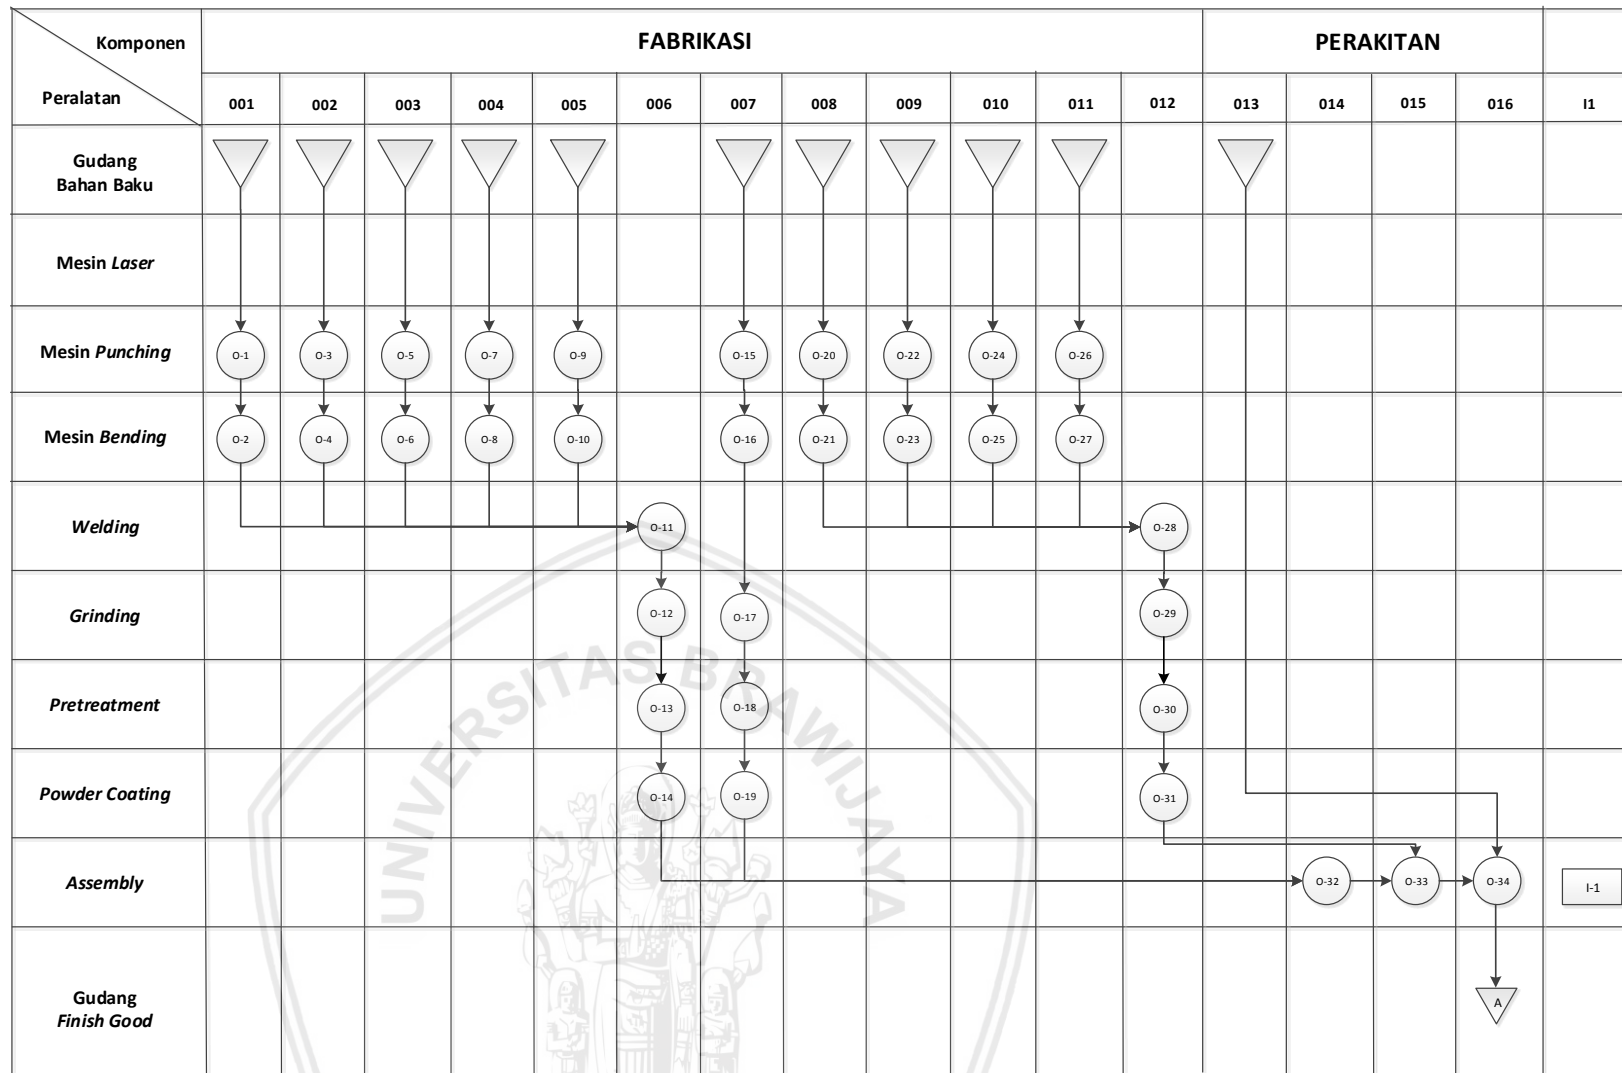 Komponen
FABRIKASI
PERAKITAN
Peralatan
001 002 003 004 005 006 007 008 009 010 011 012 013 014 015 016 I1
Gudang
Bahan Baku
Mesin Laser
Mesin Punching
O-1 O-3 O-5 O-7 O-9 O-15 O-20 O-22 O-24 O-26
Mesin Bending
O-2 O-4 O-6 O-8 O-10 O-16 O-21 O-23 O-25 O-27
Welding
O-11 O-28
Grinding
O-12 O-17 O-29
Pretreatment
O-13 O-18 O-30
Powder Coating
O-14 O-19 O-31
Assembly
O-32 O-33 O-34 I-1
Gudang
Finish Good
A
UNIVERSITAS BRAWIJAYA